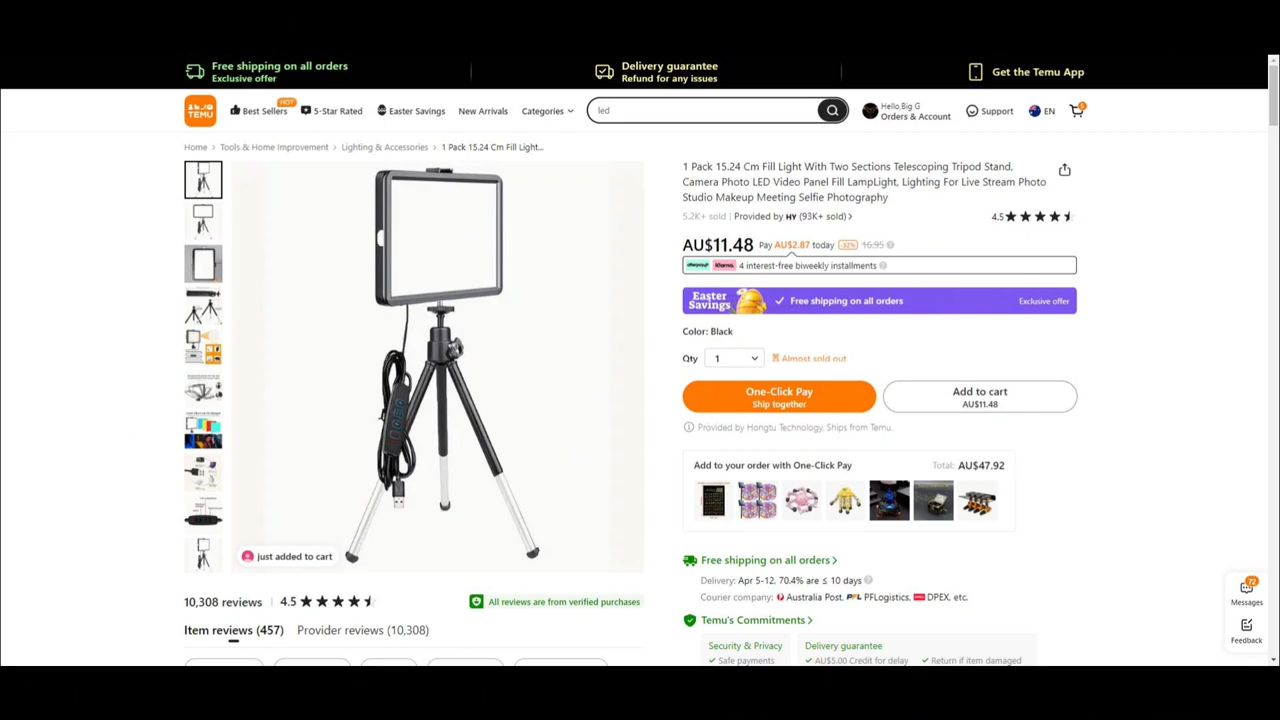 Free shipping on all orders
Exclusive offer
Delivery guarantee
Refund for any issues
Get the Temu App
TEMU
Best Sellers
HOT
5-Star Rated
Easter Savings
New Arrivals
Categories
led
Hello,Big G
Orders & Account
Support
EN
Home > Tools & Home Improvement > Lighting & Accessories > 1 Pack 15.24 Cm Fill Light...
1 Pack 15.24 Cm Fill Light With Two Sections Telescoping Tripod Stand,
Camera Photo LED Video Panel Fill LampLight, Lighting For Live Stream Photo
Studio Makeup Meeting Selfie Photography
5.2K+ sold | Provided by HY (93K+ sold) >
4.5
AU$11.48 Pay AU$2.87 today -32% 16.95
afterpay Klarna. 4 interest-free biweekly installments
Easter
Savings
Free shipping on all orders
Exclusive offer
Color: Black
Qty 1
Almost sold out
One-Click Pay
Ship together
Add to cart
AU$11.48
Provided by Hongtu Technology. Ships from Temu.
Add to your order with One-Click Pay
Total: AU$47.92
just added to cart
Free shipping on all orders >
Delivery: Apr 5-12, 70.4% are ≤ 10 days
Courier company: Australia Post, PFL PFLogistics, DPEX, etc.
10,308 reviews | 4.5
All reviews are from verified purchases
Temu's Commitments >
Item reviews (457)
Provider reviews (10,308)
Security & Privacy
Delivery guarantee
✓ Safe payments
✓ AU$5.00 Credit for delay
✓ Return if item damaged
72
Messages
Feedback